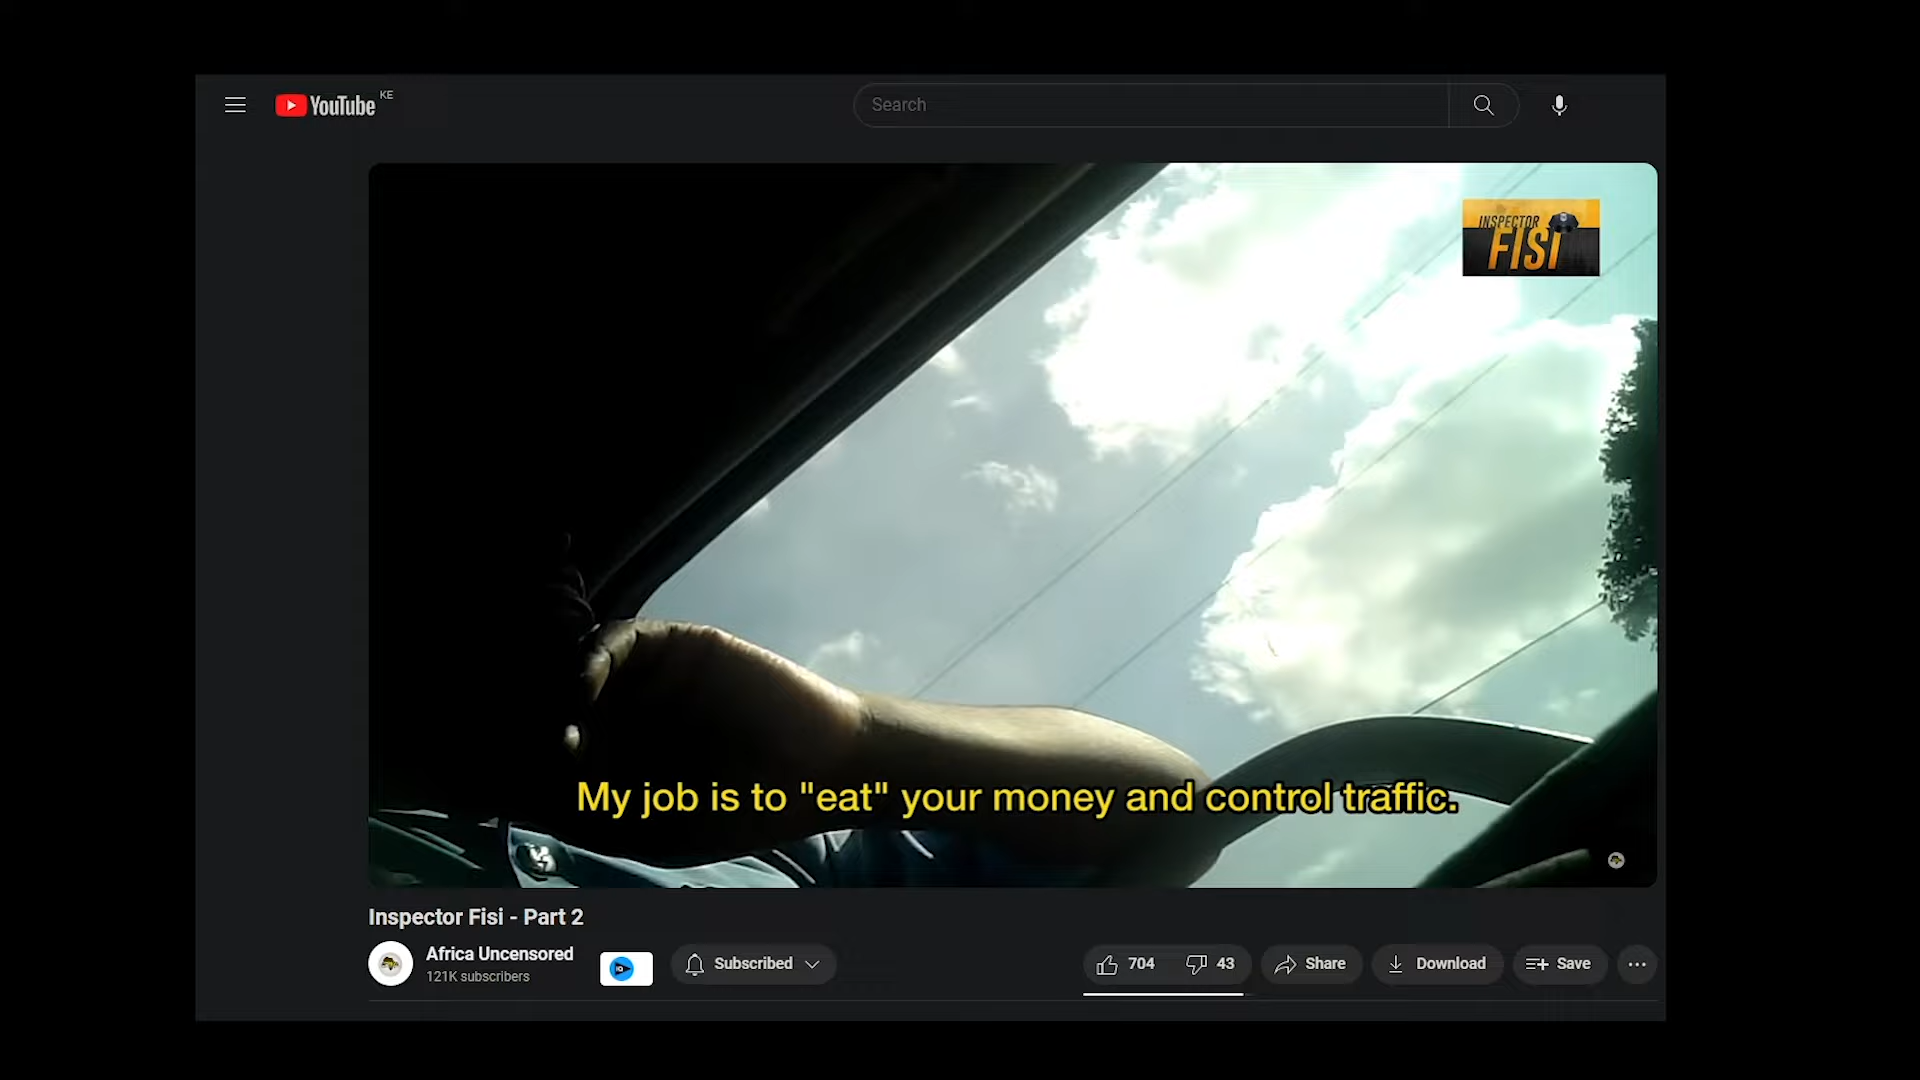 YouTube KE
Search
INSPECTOR
FISI
My job is to "eat" your money and control traffic.
Inspector Fisi - Part 2
Africa Uncensored
121K subscribers
Subscribed
704
43
Share
Download
Save